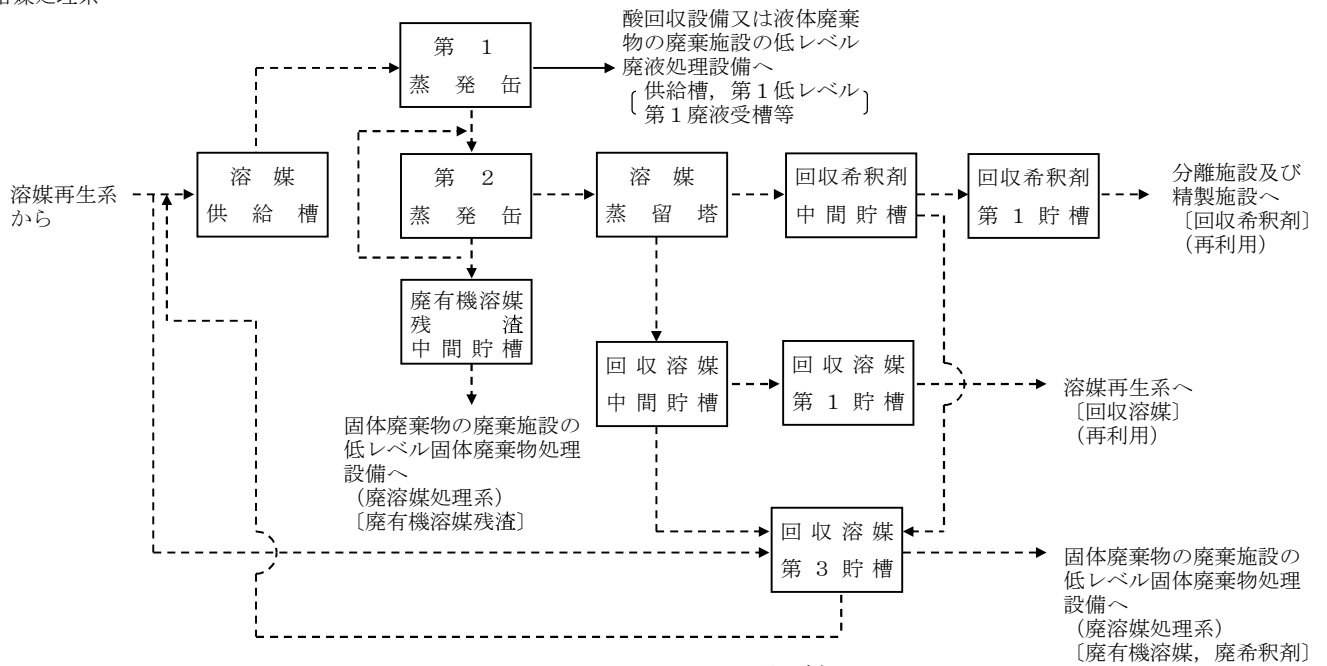 酸回収設備又は液体廃棄
物の廃棄施設の低レベル
廃液処理設備へ
供給槽，第１低レベル
第１廃液受槽等
第　１
蒸　発　缶
溶媒再生系
から
溶　媒
供　給　槽
第　２
蒸　発　缶
溶　媒
蒸　留　塔
回収希釈剤
中間貯槽
回収希釈剤
第１貯槽
分離施設及び
精製施設へ
〔回収希釈剤〕
（再利用）
廃有機溶媒
残　　　渣
中間貯槽
回収溶媒
中間貯槽
回収溶媒
第１貯槽
溶媒再生系へ
〔回収溶媒〕
（再利用）
固体廃棄物の廃棄施設の
低レベル固体廃棄物処理
設備へ
（廃溶媒処理系）
〔廃有機溶媒残渣〕
回収溶媒
第３貯槽
固体廃棄物の廃棄施設の
低レベル固体廃棄物処理
設備へ
（廃溶媒処理系）
〔廃有機溶媒，廃希釈剤〕